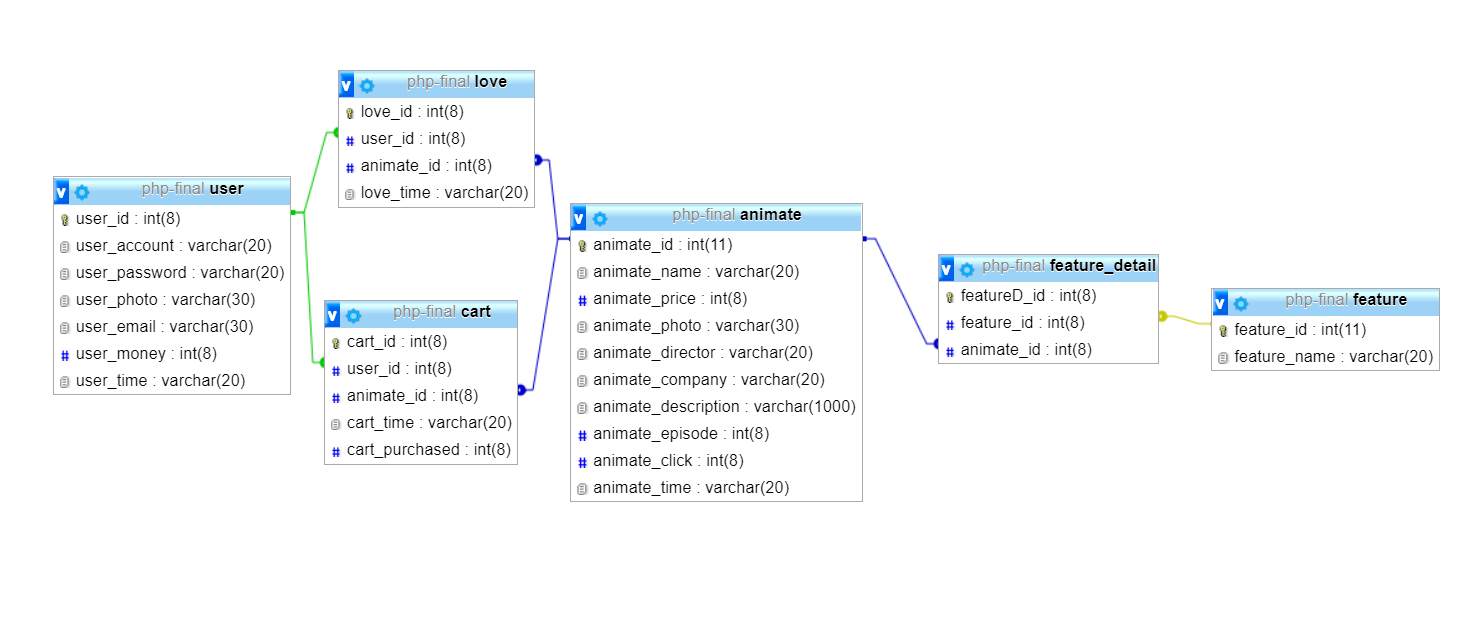 php-final love
love_id : int(8)
user_id : int(8)
animate_id : int(8)
love_time : varchar(20)
php-final user
user_id : int(8)
user_account : varchar(20)
user_password : varchar(20)
user_photo : varchar(30)
user_email : varchar(30)
user_money : int(8)
user_time : varchar(20)
php-final cart
cart_id : int(8)
user_id : int(8)
animate_id : int(8)
cart_time : varchar(20)
cart_purchased : int(8)
php-final animate
animate_id : int(11)
animate_name : varchar(20)
animate_price : int(8)
animate_photo : varchar(30)
animate_director : varchar(20)
animate_company : varchar(20)
animate_description : varchar(1000)
animate_episode : int(8)
animate_click : int(8)
animate_time : varchar(20)
php-final feature_detail
featureD_id : int(8)
feature_id : int(8)
animate_id : int(8)
php-final feature
feature_id : int(11)
feature_name : varchar(20)